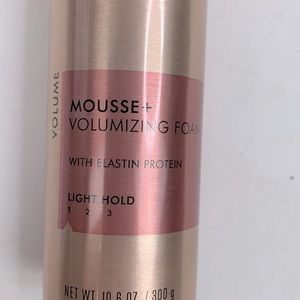 VOLUME
MOUSSE+
VOLUMIZING FOAM
WITH ELASTIN PROTEIN
LIGHT HOLD
1 2 3
NET WT. 10.6 OZ. / 300 g